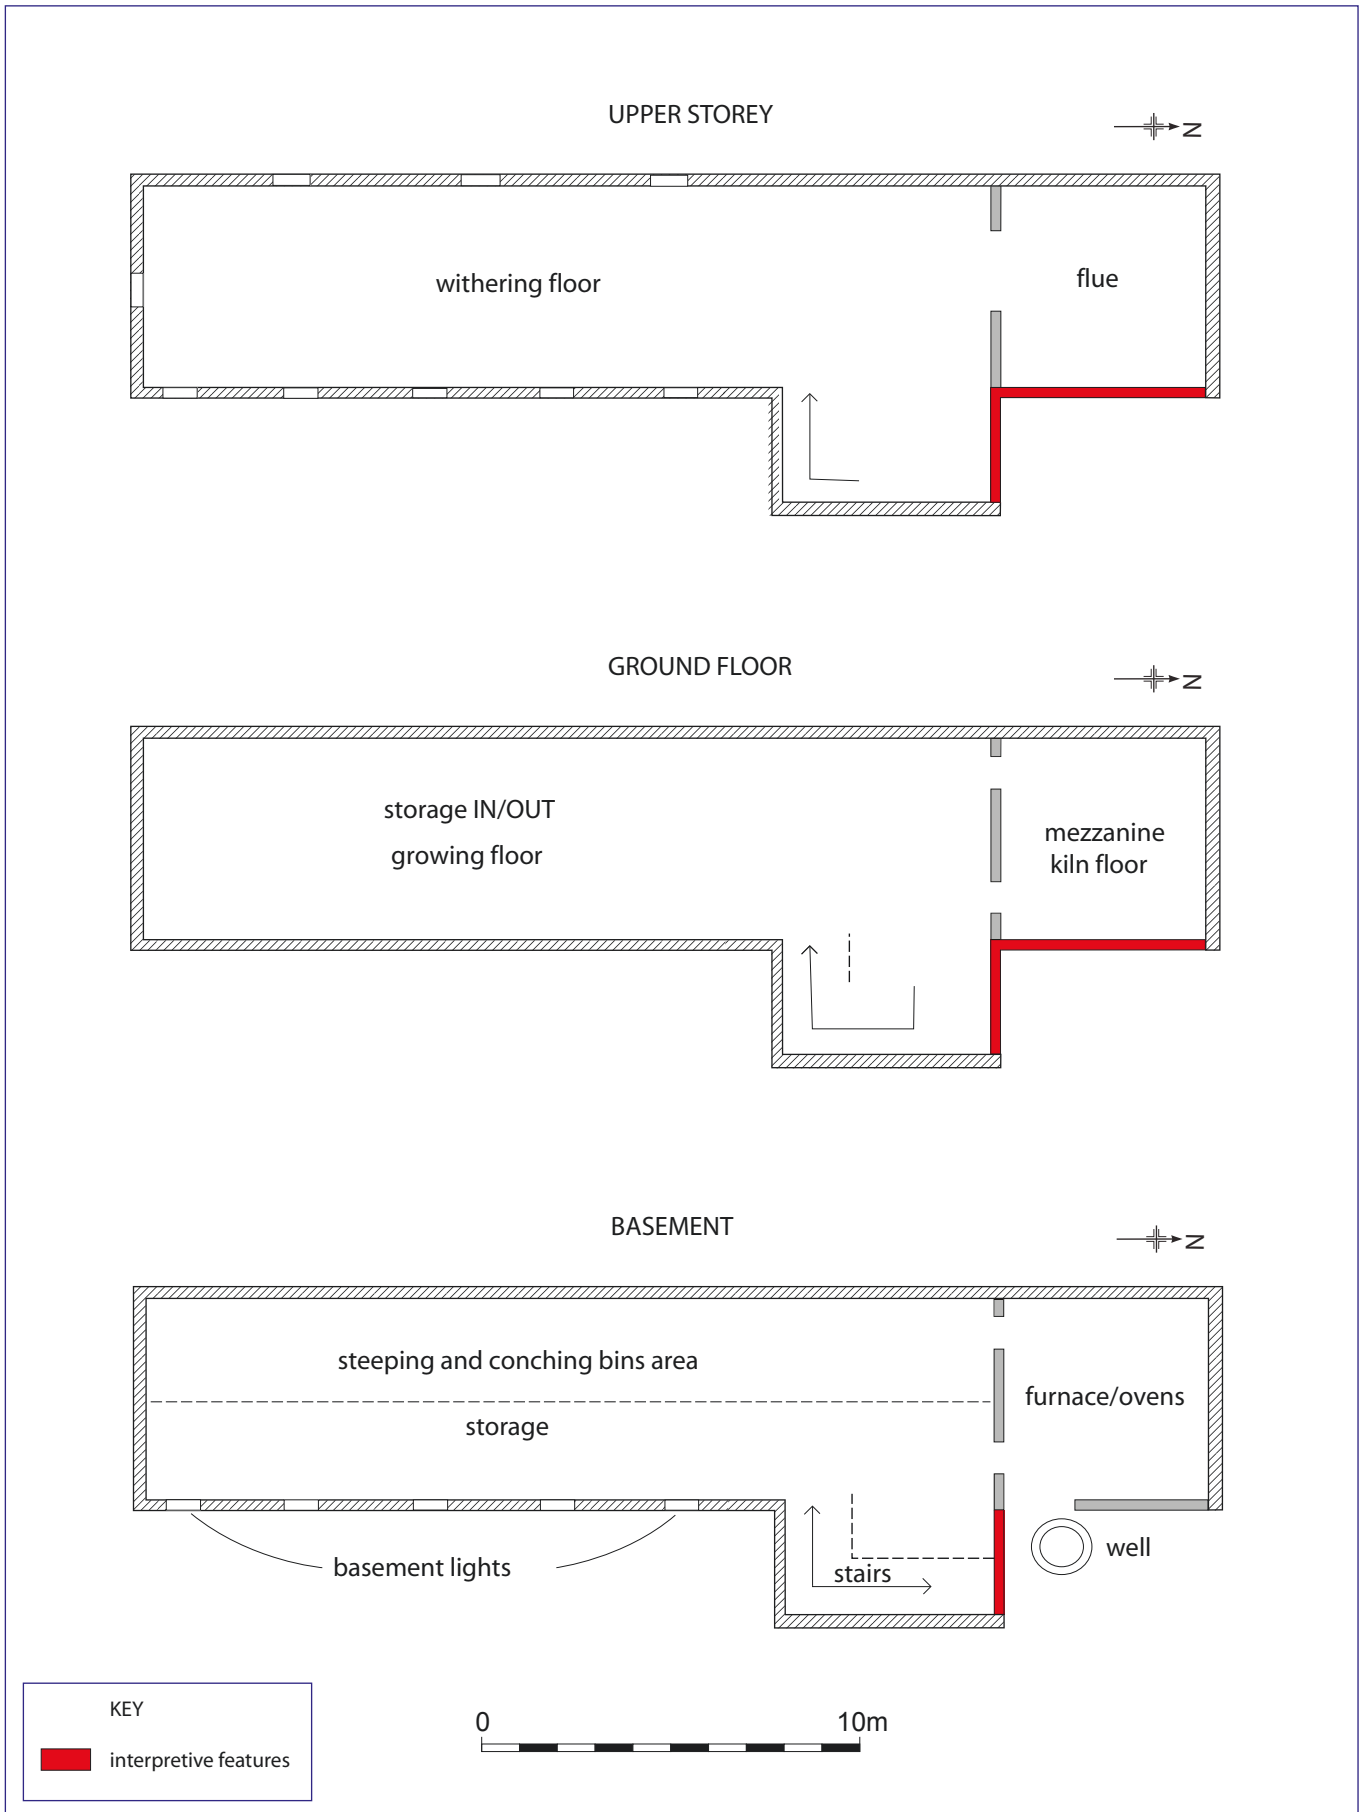 UPPER STOREY
N
withering floor
flue
GROUND FLOOR
N
storage IN/OUT
growing floor
mezzanine
kiln floor
BASEMENT
N
steeping and conching bins area
storage
furnace/ovens
basement lights
stairs
well
KEY
interpretive features
0
10m